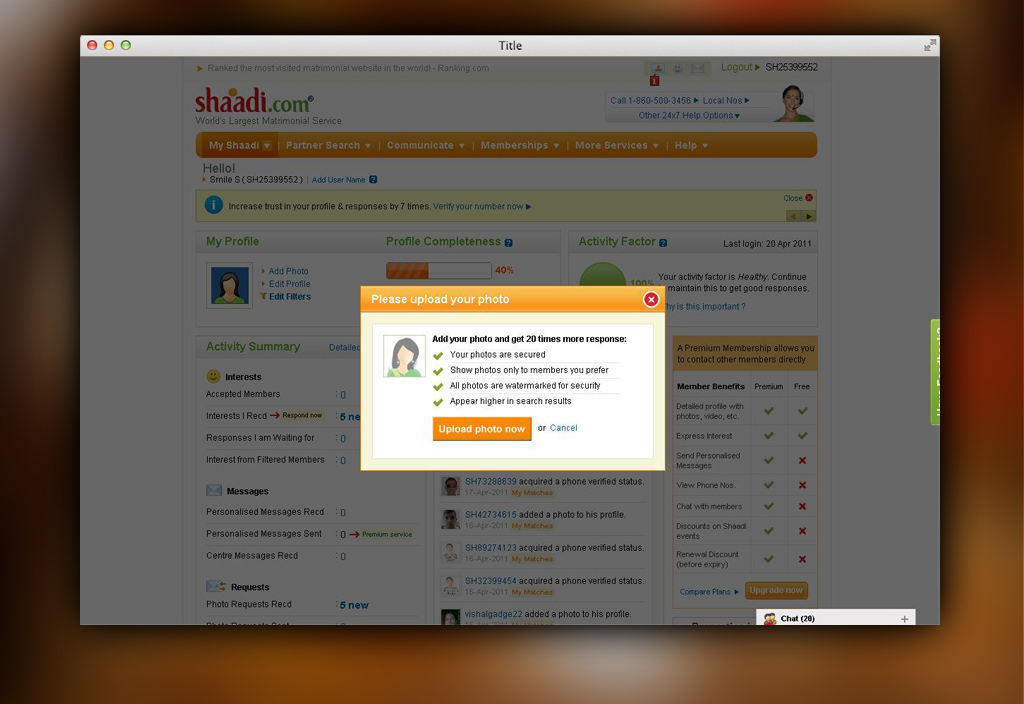 Title
Ranked the most visited matrimonial website in the world! - Ranking.com
Logout SH25399552
1
shaadi.com®
World's Largest Matrimonial Service
Call 1-860-500-3456 Local Nos
Other 24x7 Help Options
My Shaadi | Partner Search | Communicate | Memberships | More Services | Help
Hello!
Smile S ( SH25399552 ) | Add User Name ?
i Increase trust in your profile & responses by 7 times. Verify your number now
Close
My Profile
Profile Completeness ?
Add Photo
Edit Profile
Edit Filters
40%
Activity Factor ?
Last login: 20 Apr 2011
100%
Your activity factor is Healthy. Continue
maintain this to get good responses.
hy is this important ?
Please upload your photo
Add your photo and get 20 times more response:
Your photos are secured
Show photos only to members you prefer
All photos are watermarked for security
Appear higher in search results
Upload photo now or Cancel
Activity Summary
Detailed
Interests
Accepted Members : 0
Interests I Recd Respond now : 5 ne
Responses I am Waiting for : 0
Interest from Filtered Members : 0
Messages
Personalised Messages Recd : 0
Personalised Messages Sent : 0 Premium service
Centre Messages Recd : 0
Requests
Photo Requests Recd : 5 new
SH73288639 acquired a phone verified status.
17-Apr-2011 My Matches
SH42734615 added a photo to his profile.
16-Apr-2011 My Matches
SH89274123 acquired a phone verified status.
16-Apr-2011 My Matches
SH32399454 acquired a phone verified status.
16-Apr-2011 My Matches
vishalgadge22 added a photo to his profile.
A Premium Membership allows you
to contact other members directly
Member Benefits Premium Free
Detailed profile with
photos, video, etc.
Express Interest
Send Personalised
Messages
View Phone Nos.
Chat with members
Discounts on Shaadi
events
Renewal Discount
(before expiry)
Compare Plans Upgrade now
Chat (20)